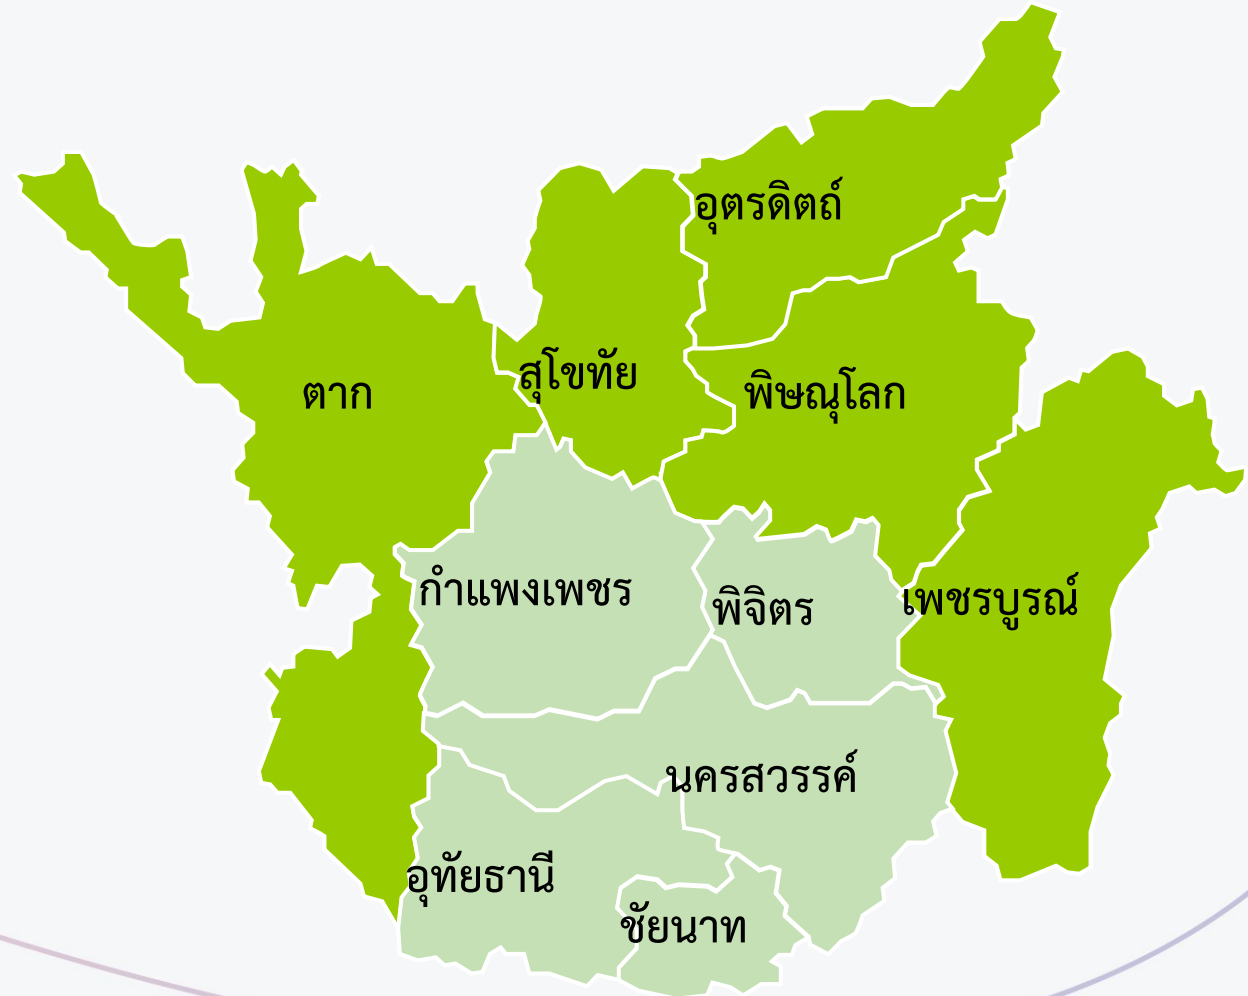 อุตรดิตถ์
สุโขทัย
ตาก
พิษณุโลก
กำแพงเพชร
พิจิตร
เพชรบูรณ์
นครสวรรค์
อุทัยธานี
ชัยนาท